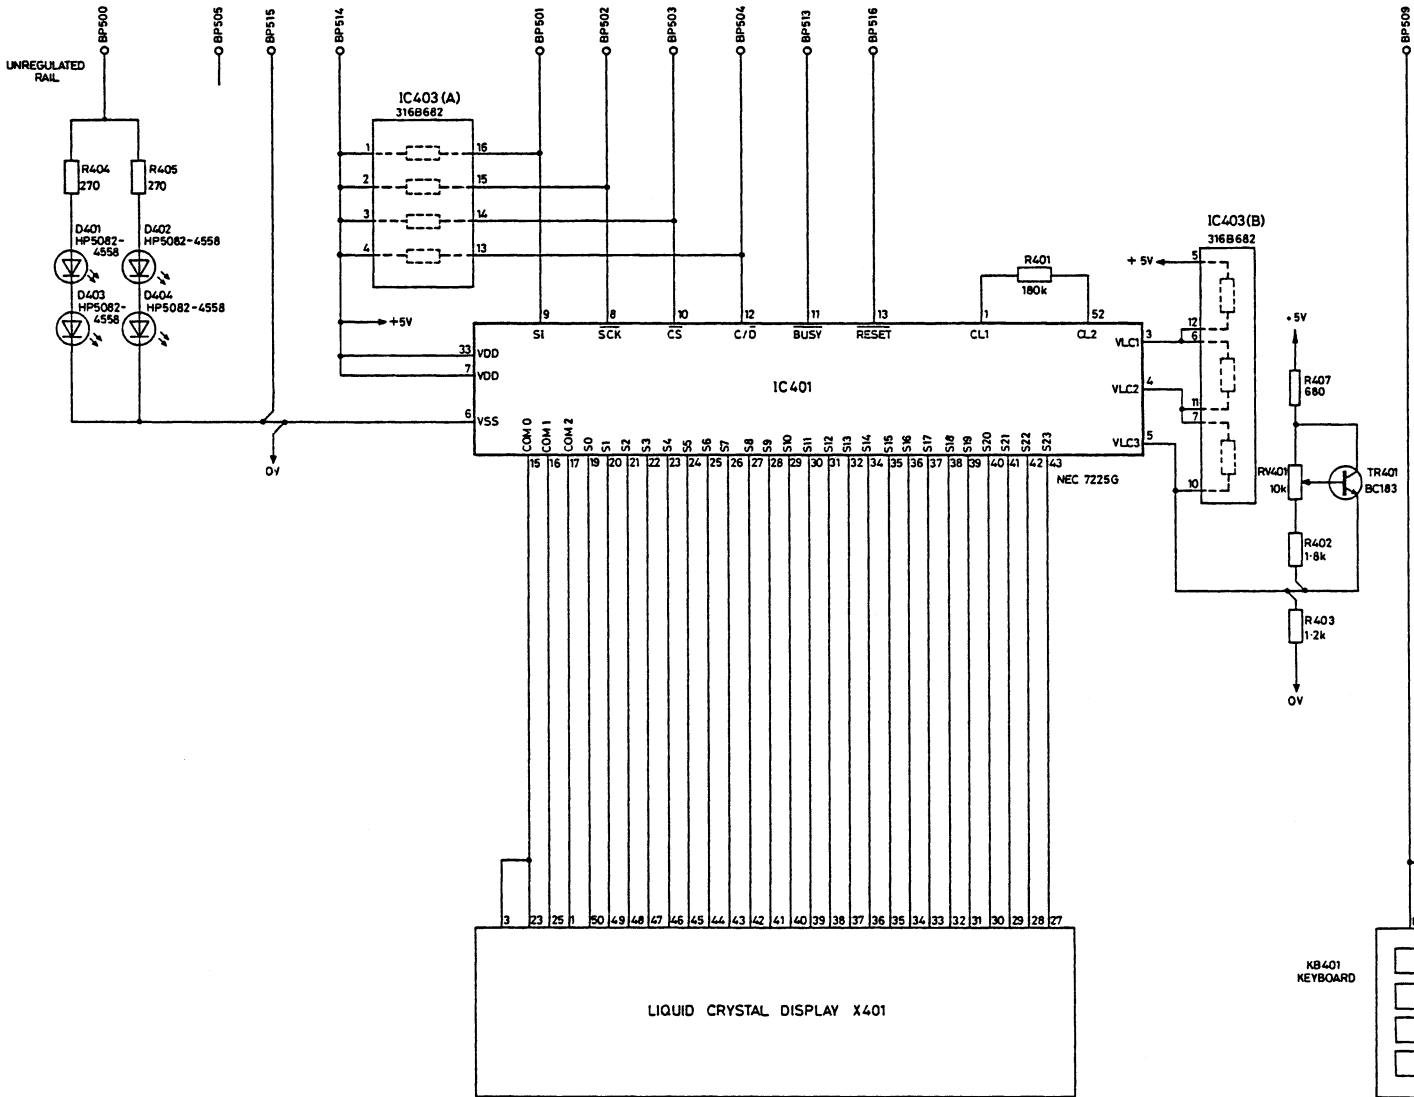 BP500
BP505
BP515
BP514
BP501
BP502
BP503
BP504
BP513
BP516
BP509
UNREGULATED
RAIL
IC403(A)
316B682
1 16
2 15
3 14
4 13
R404
270
R405
270
D401
HP5082-
4558
D402
HP5082-4558
D403
HP5082-
4558
D404
HP5082-4558
+5V
0V
R401
180k
9 8 10 12 11 13 1 52
SI SCK CS C/D BUSY RESET CL1 CL2
33 VDD
7 VDD
6 VSS
IC401
VLC1 3
VLC2 4
VLC3 5
COM 0 COM 1 COM 2 S0 S1 S2 S3 S4 S5 S6 S7 S8 S9 S10 S11 S12 S13 S14 S15 S16 S17 S18 S19 S20 S21 S22 S23
15 16 17 19 20 21 22 23 24 25 26 27 28 29 30 31 32 34 35 36 37 38 39 40 41 42 43
NEC 7225G
IC403(B)
316B682
+ 5V
5
12
6
11
7
10
+5V
R407
680
RV401
10k
TR401
BC183
R402
1·8k
R403
1·2k
0V
3 23 25 1 50 49 48 47 46 45 44 43 42 41 40 39 38 37 36 35 34 33 32 31 30 29 28 27
LIQUID CRYSTAL DISPLAY X401
KB401
KEYBOARD